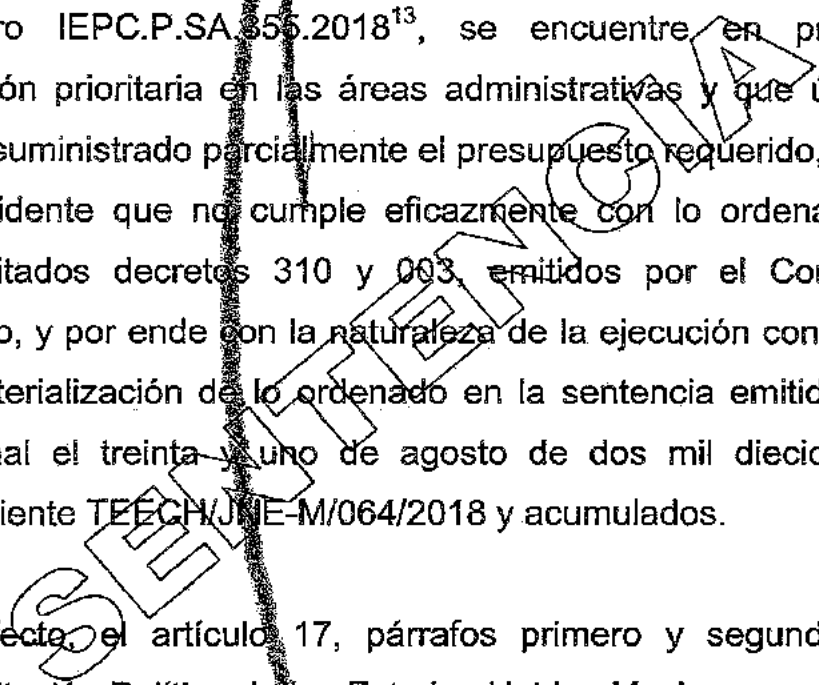 ro IEPC.P.SA.855.2018¹³, se encuentre en pr
ón prioritaria en las áreas administrativas y que ú
suministrado parcialmente el presupuesto requerido,
idente que no cumple eficazmente con lo ordena
itados decretos 310 y 003, emitidos por el Con
o, y por ende con la naturaleza de la ejecución con
terialización de lo ordenado en la sentencia emitid
al el treinta y uno de agosto de dos mil diecio
iente TEECH/JNE-M/064/2018 y acumulados.
ecto, el artículo 17, párrafos primero y segund
SENTENCIA